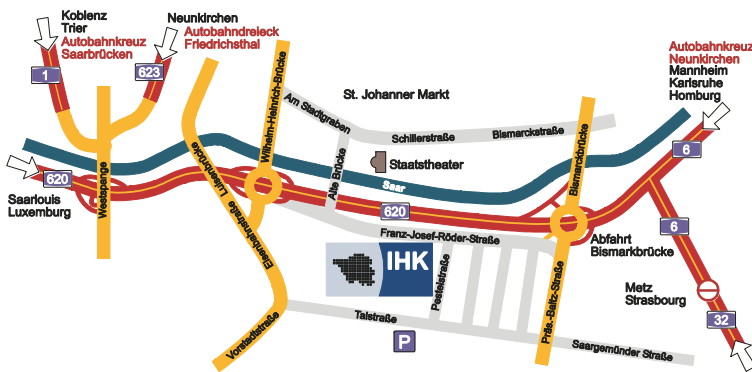 Koblenz
Trier
Autobahnkreuz
Saarbrücken
Neunkirchen
Autobahndreieck
Friedrichsthal
1
623
Autobahnkreuz
Neunkirchen
Mannheim
Karlsruhe
Homburg
St. Johanner Markt
Am Stadtgraben
Schillerstraße
Bismarckstraße
Wilhelm-Heinrich-Brücke
Luisenbrücke
Alte Brücke
Staatstheater
Bismarckbrücke
6
620
Saarlouis
Luxemburg
Westspange
Saar
620
Eisenbahnstraße
Franz-Josef-Röder-Straße
6
Abfahrt
Bismarkbrücke
IHK
Pestelstraße
Präs.-Baltz-Straße
Metz
Strasbourg
32
Vorstadtstraße
Talstraße
P
Saargemünder Straße